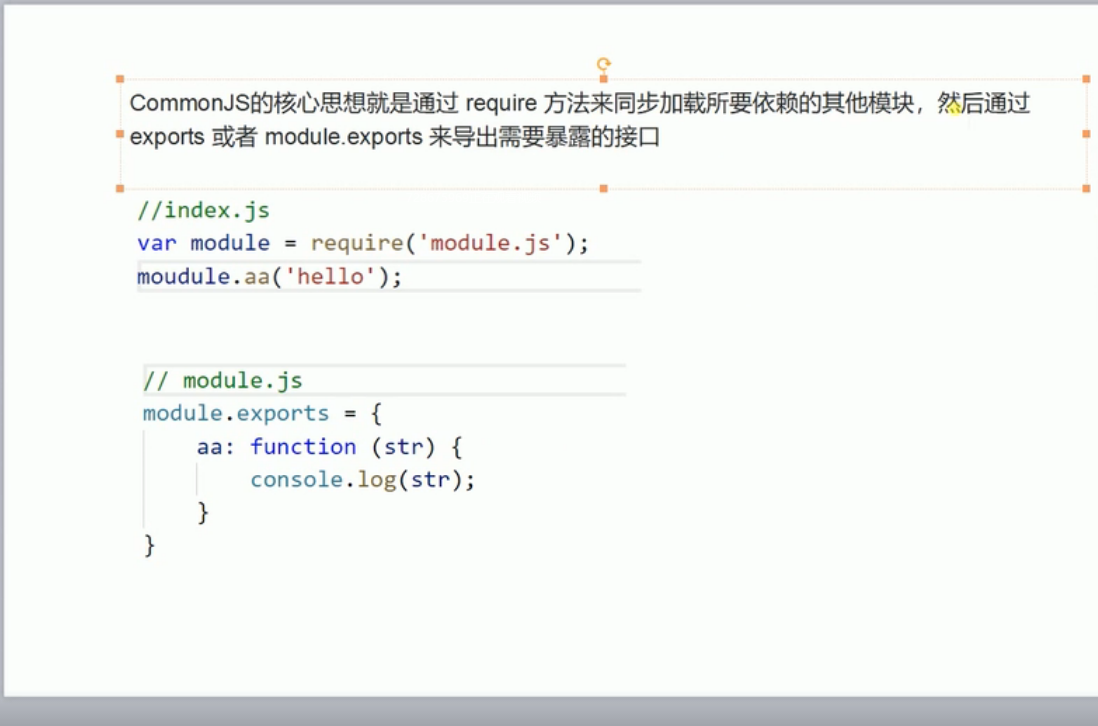 CommonJS的核心思想就是通过 require 方法来同步加载所要依赖的其他模块，然后通过
exports 或者 module.exports 来导出需要暴露的接口
//index.js
var module = require('module.js');
moudule.aa('hello');
// module.js
module.exports = {
    aa: function (str) {
        console.log(str);
    }
}